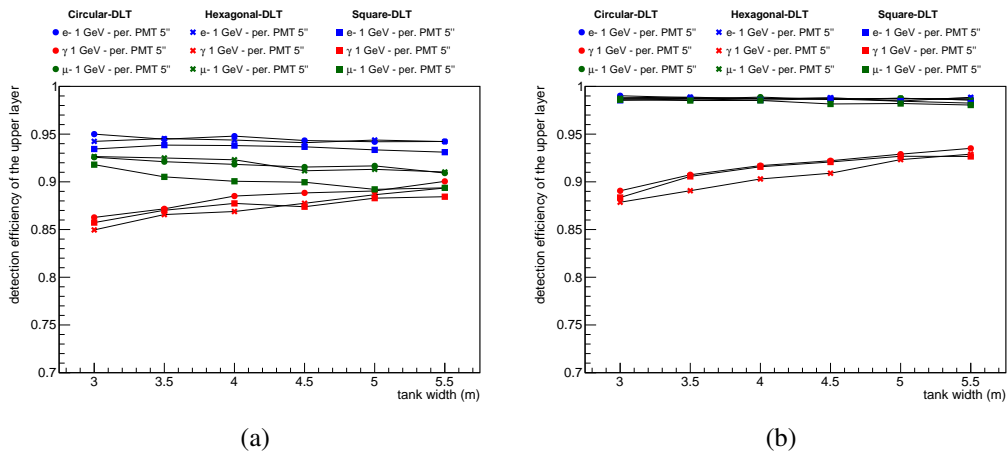 Circular-DLT Hexagonal-DLT Square-DLT
e- 1 GeV - per. PMT 5" e- 1 GeV - per. PMT 5" e- 1 GeV - per. PMT 5"
γ 1 GeV - per. PMT 5" γ 1 GeV - per. PMT 5" γ 1 GeV - per. PMT 5"
μ- 1 GeV - per. PMT 5" μ- 1 GeV - per. PMT 5" μ- 1 GeV - per. PMT 5"
detection efficiency of the upper layer
1
0.95
0.9
0.85
0.8
0.75
0.7
3 3.5 4 4.5 5 5.5
tank width (m)
(a)
Circular-DLT Hexagonal-DLT Square-DLT
e- 1 GeV - per. PMT 5" e- 1 GeV - per. PMT 5" e- 1 GeV - per. PMT 5"
γ 1 GeV - per. PMT 5" γ 1 GeV - per. PMT 5" γ 1 GeV - per. PMT 5"
μ- 1 GeV - per. PMT 5" μ- 1 GeV - per. PMT 5" μ- 1 GeV - per. PMT 5"
detection efficiency of the upper layer
1
0.95
0.9
0.85
0.8
0.75
0.7
3 3.5 4 4.5 5 5.5
tank width (m)
(b)